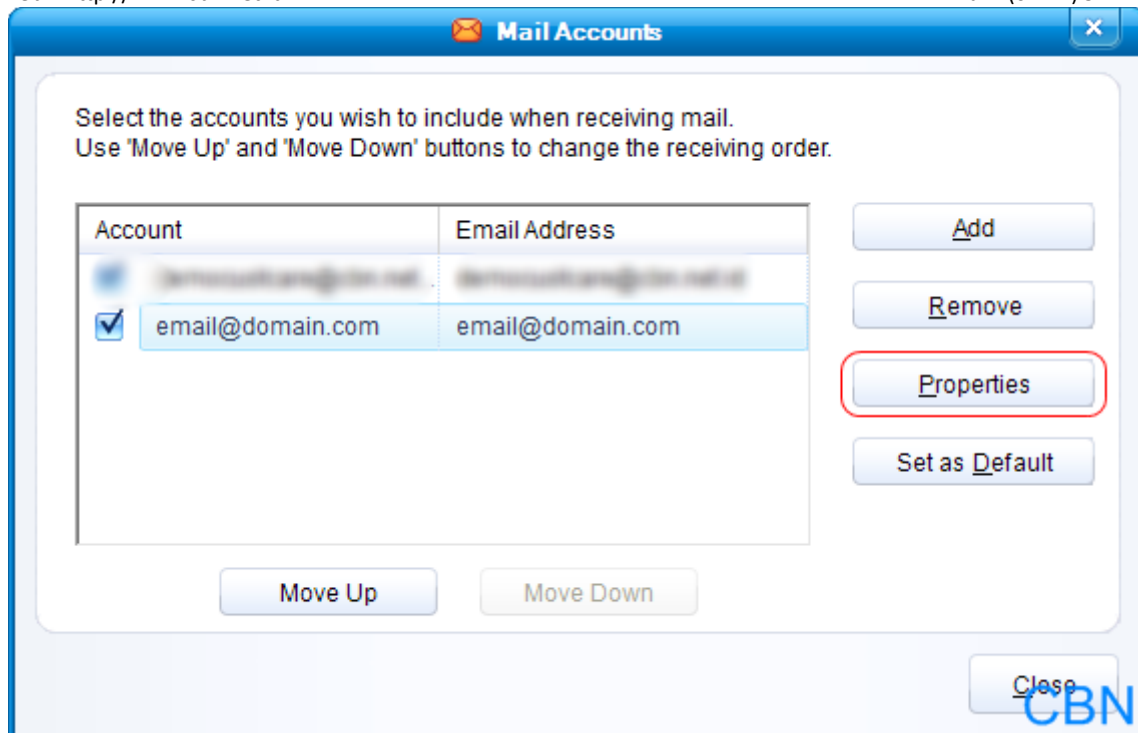 Mail Accounts
Select the accounts you wish to include when receiving mail.
Use 'Move Up' and 'Move Down' buttons to change the receiving order.
Account Email Address
email@domain.com email@domain.com
Add
Remove
Properties
Set as Default
Move Up Move Down
Close
CBN